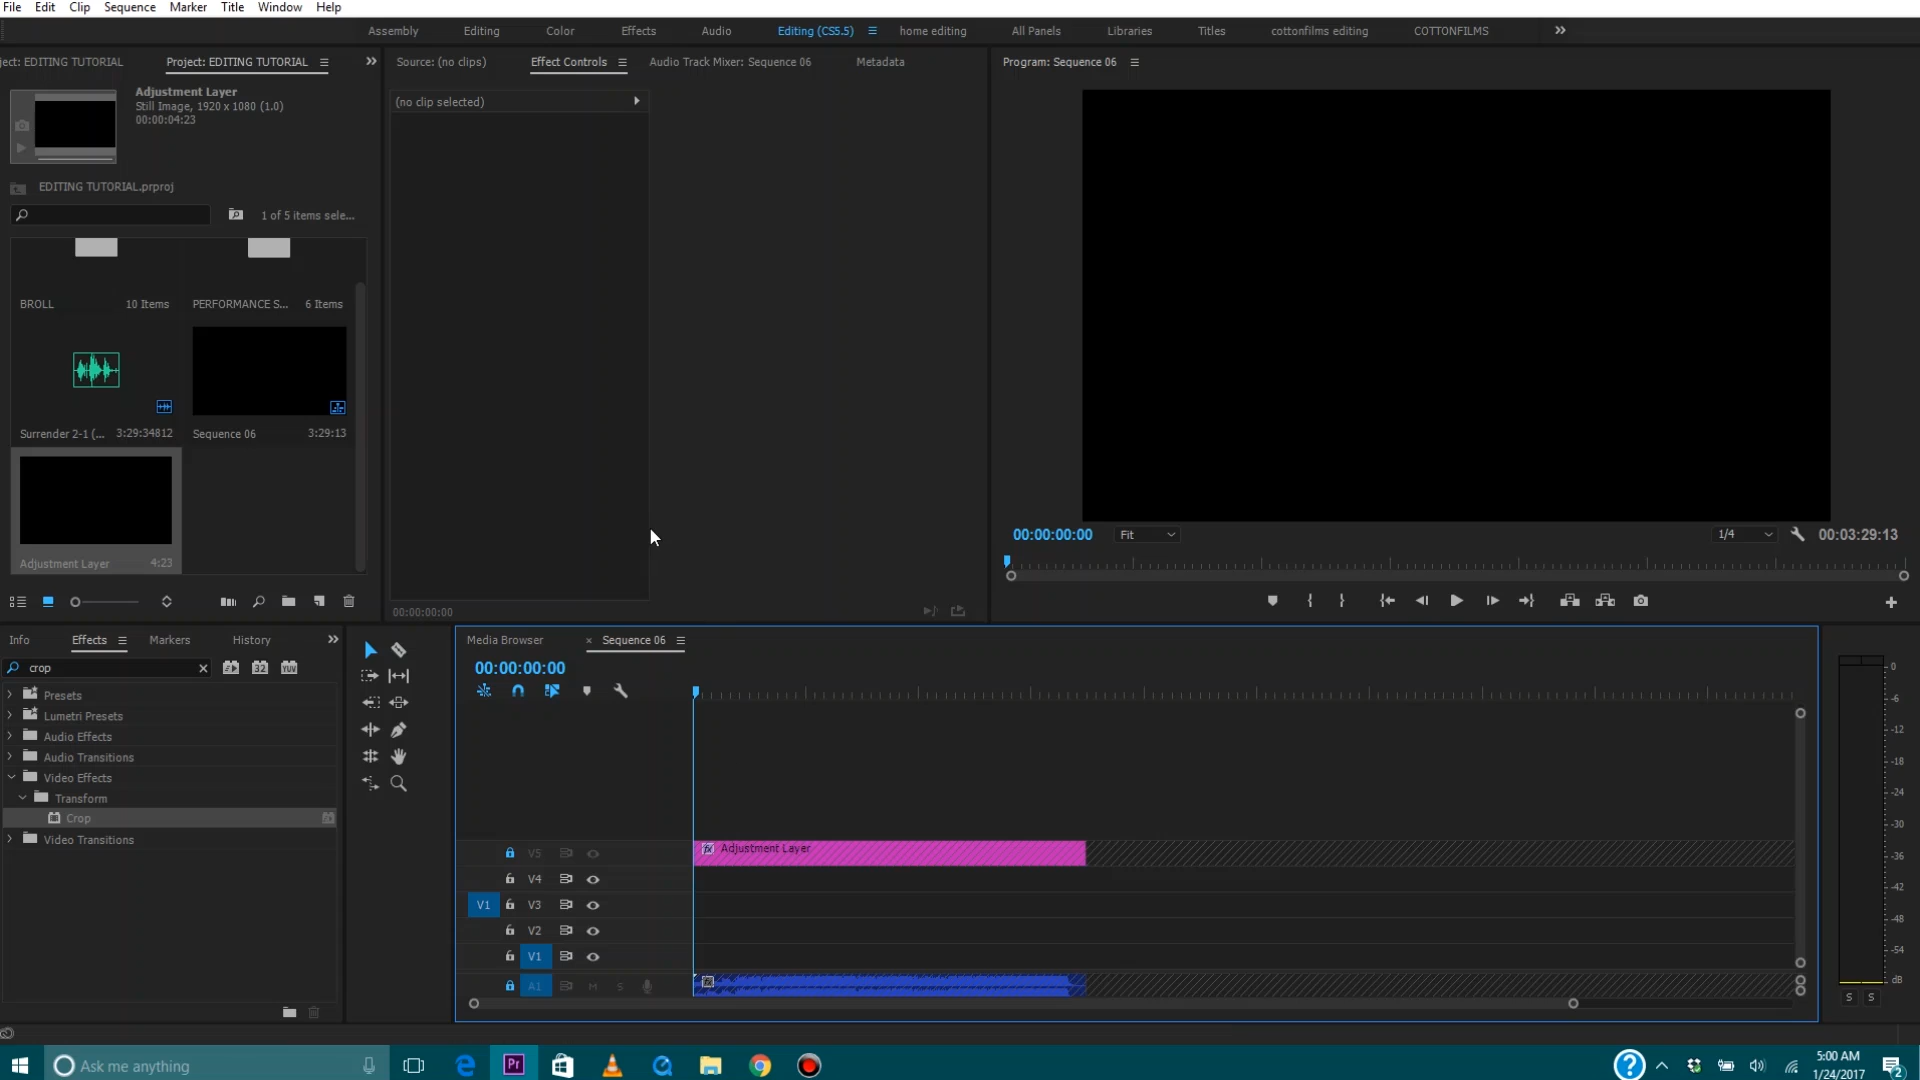 File Edit Clip Sequence Marker Title Window Help
Assembly Editing Color Effects Audio Editing (CS5.5) home editing All Panels Libraries Titles cottonfilms editing COTTONFILMS
ject: EDITING TUTORIAL Project: EDITING TUTORIAL
Adjustment Layer
Still Image, 1920 x 1080 (1.0)
00:00:04:23
EDITING TUTORIAL.prproj
1 of 5 items sele...
BROLL 10 Items PERFORMANCE S... 6 Items
Surrender 2-1 (... 3:29:34812 Sequence 06 3:29:13
Adjustment Layer 4:23
Source: (no clips) Effect Controls Audio Track Mixer: Sequence 06 Metadata
(no clip selected)
00:00:00:00
Program: Sequence 06
00:00:00:00 Fit 1/4 00:03:29:13
Info Effects Markers History
crop 32 YUV
Presets
Lumetri Presets
Audio Effects
Audio Transitions
Video Effects
Transform
Crop
Video Transitions
Media Browser × Sequence 06
00:00:00:00
V5 fx Adjustment Layer
V4
V1 V3
V2
V1
A1 M S
0
-6
-12
-18
-24
-30
-36
-42
-48
-54
dB
S S
Pr
Ask me anything
5:00 AM
1/24/2017
2